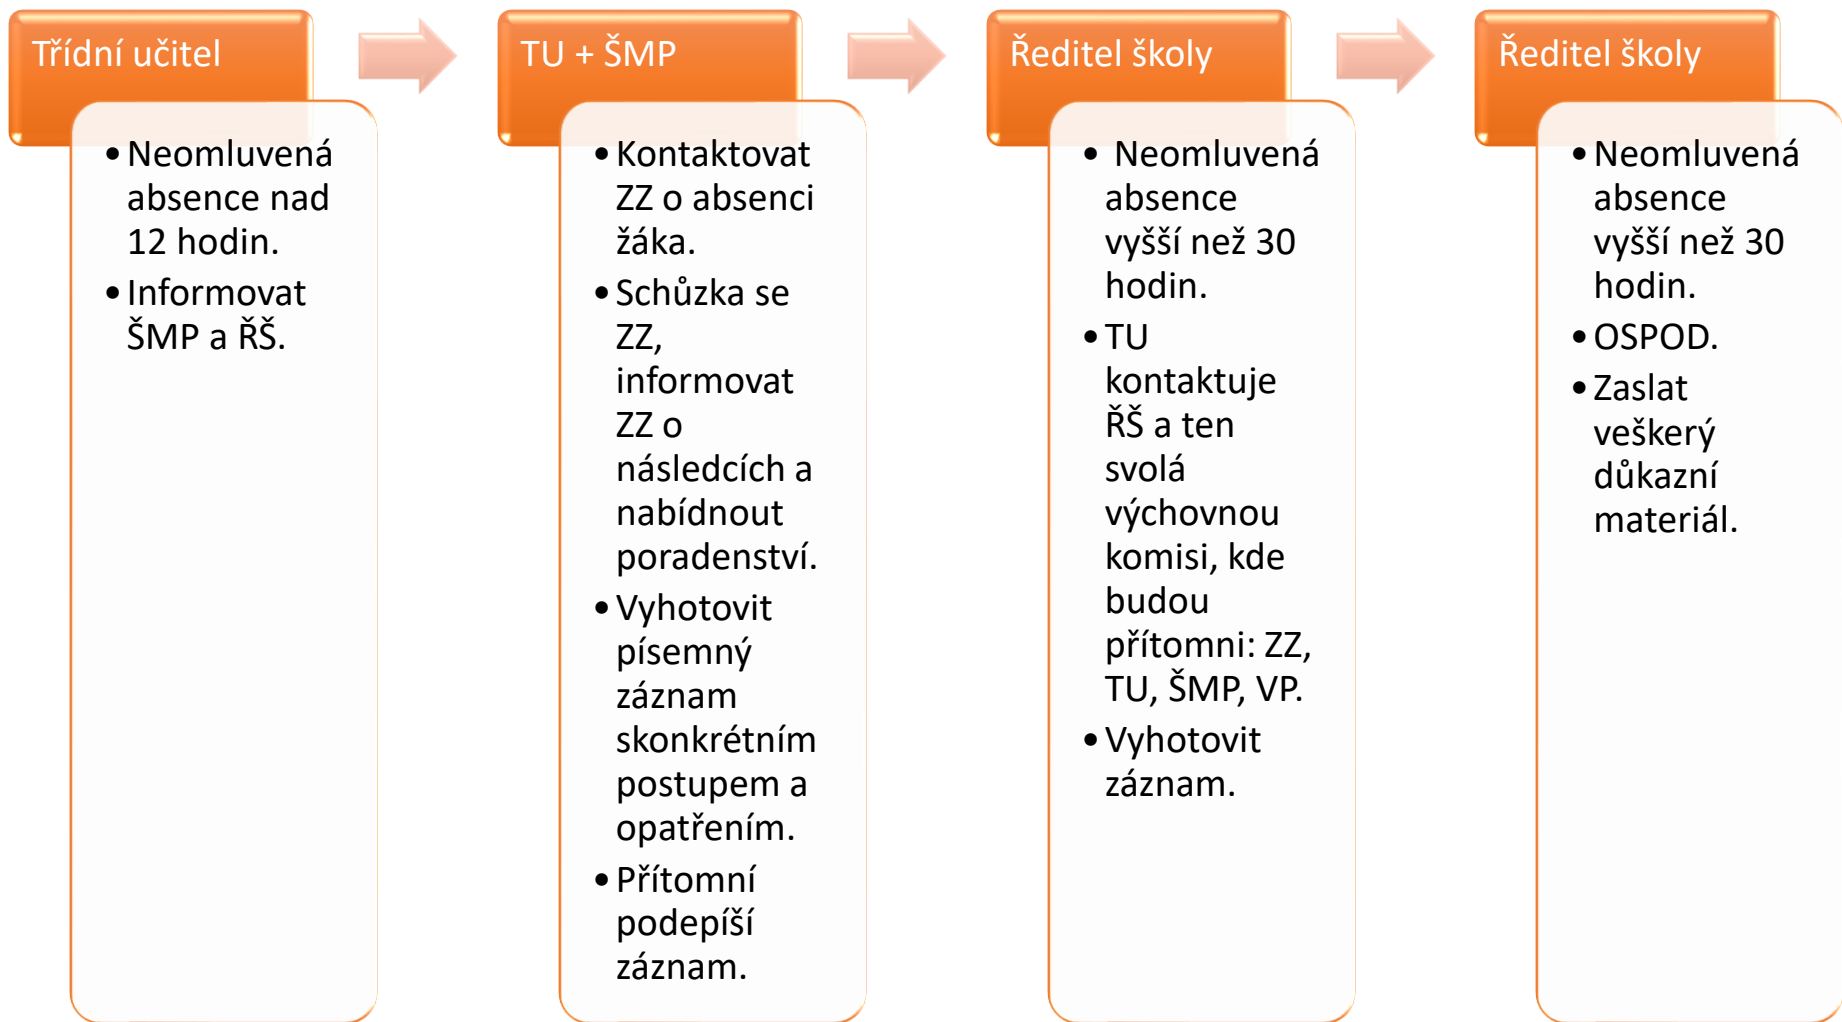 Třídní učitel
• Neomluvená
absence nad
12 hodin.
• Informovat
ŠMP a ŘŠ.
TU + ŠMP
• Kontaktovat
ZZ o absenci
žáka.
• Schůzka se
ZZ,
informovat
ZZ o
následcích a
nabídnout
poradenství.
• Vyhotovit
písemný
záznam
skonkrétním
postupem a
opatřením.
• Přítomní
podepíší
záznam.
Ředitel školy
• Neomluvená
absence
vyšší než 30
hodin.
• TU
kontaktuje
ŘŠ a ten
svolá
výchovnou
komisi, kde
budou
přítomni: ZZ,
TU, ŠMP, VP.
• Vyhotovit
záznam.
Ředitel školy
• Neomluvená
absence
vyšší než 30
hodin.
• OSPOD.
• Zaslat
veškerý
důkazní
materiál.